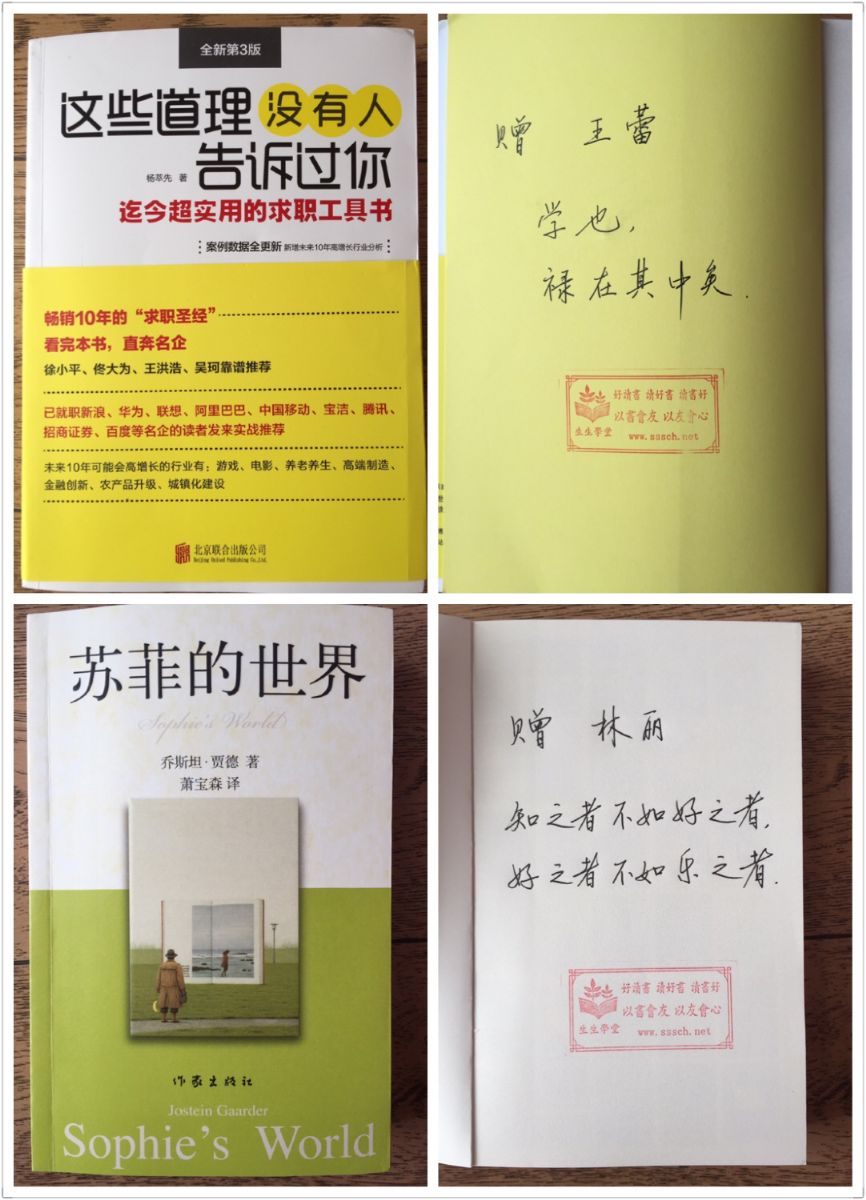 全新第3版
这些道理没有人
告诉过你
杨萃先 著
迄今超实用的求职工具书
案例数据全更新 新增未来10年高增长行业分析
畅销10年的“求职圣经”
看完本书，直奔名企
徐小平、佟大为、王洪浩、吴珂靠谱推荐
已就职新浪、华为、联想、阿里巴巴、中国移动、宝洁、腾讯、
招商证券、百度等名企的读者发来实战推荐
未来10年可能会高增长的行业有：游戏、电影、养老养生、高端制造、
金融创新、农产品升级、城镇化建设
北京联合出版公司
Beijing United Publishing Co.,Ltd.
赠 王蕾
学也，
禄在其中矣.
好讀書 讀好書 讀書好
以書會友 以友會心
生生學堂 www.sssch.net
苏菲的世界
Sophie's World
乔斯坦·贾德 著
萧宝森 译
作家出版社
Jostein Gaarder
Sophie's World
赠 林丽
知之者不如好之者，
好之者不如乐之者.
好讀書 讀好書 讀書好
以書會友 以友會心
生生學堂 www.sssch.net